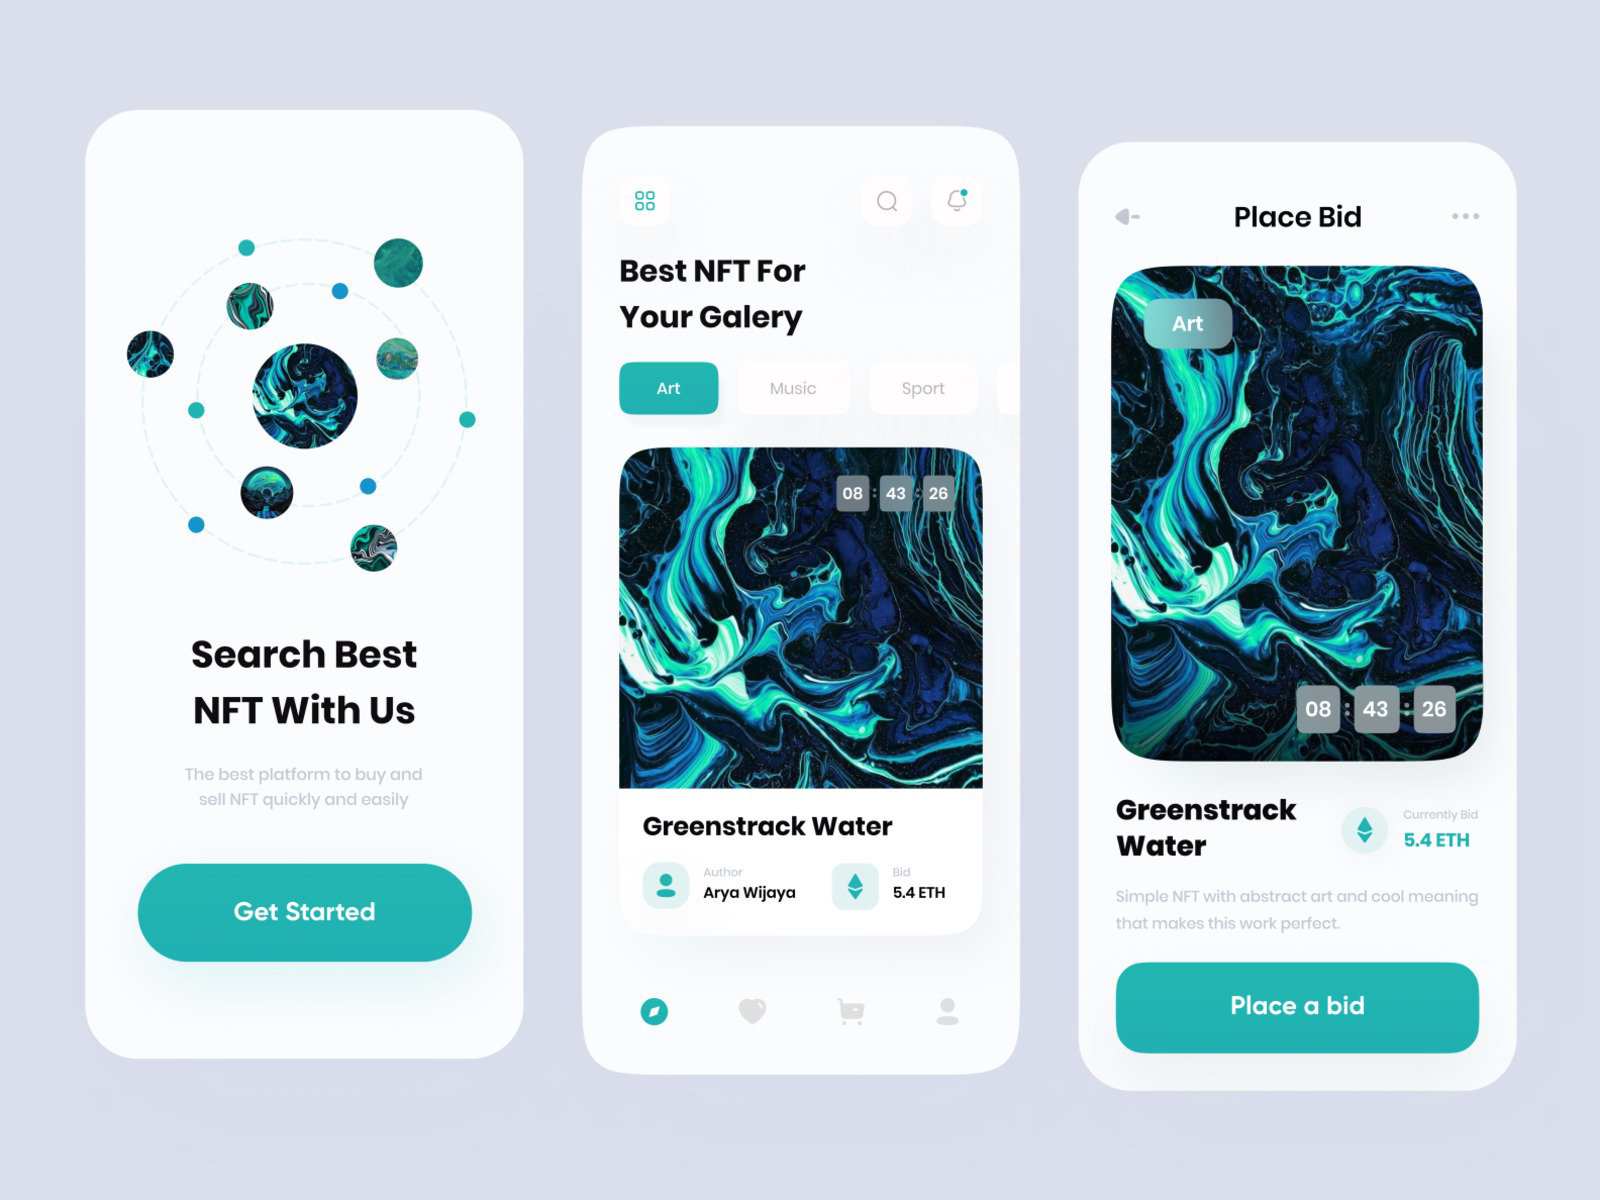 Search Best
NFT With Us
The best platform to buy and
sell NFT quickly and easily
Get Started
Best NFT For
Your Galery
Art
Music
Sport
08 : 43 : 26
Greenstrack Water
Author
Arya Wijaya
Bid
5.4 ETH
Place Bid
Art
08 : 43 : 26
Greenstrack
Water
Currently Bid
5.4 ETH
Simple NFT with abstract art and cool meaning
that makes this work perfect.
Place a bid